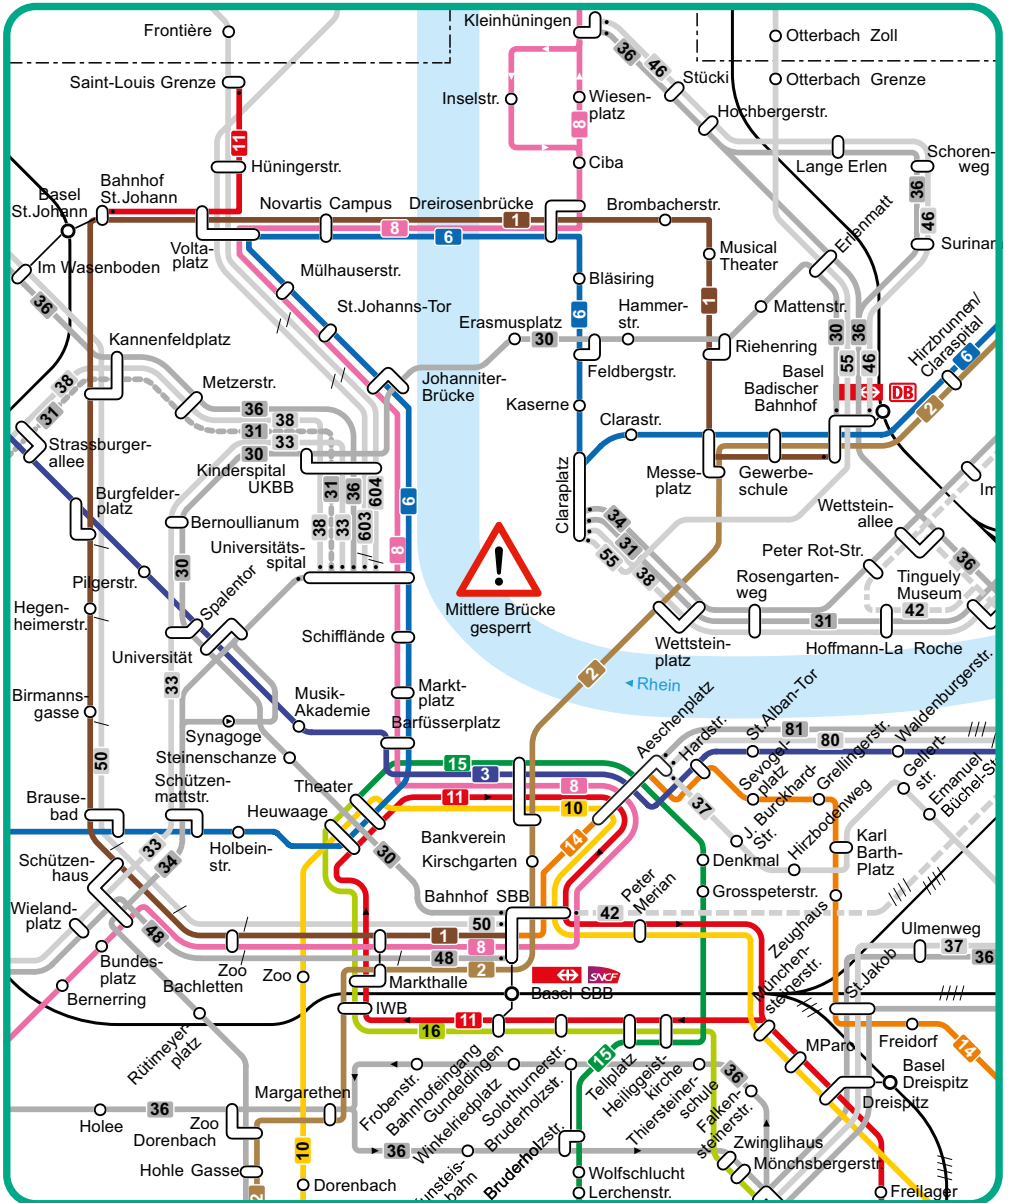 Frontière
Saint-Louis Grenze
11
Hüningerstr.
Kleinhüningen
36
46
Stücki
Hochbergerstr.
Inselstr.
Wiesen-
platz
8
Ciba
Otterbach Zoll
Otterbach Grenze
Lange Erlen
Schoren-
weg
36
46
Basel
St.Johann
Bahnhof
St.Johann
Novartis Campus
Dreirosenbrücke
Brombacherstr.
1
8
6
Volta-
platz
Im Wasenboden
36
Mülhauserstr.
St.Johanns-Tor
Bläsiring
Musical
Theater
Erlenmatt
6
1
Hammer-
str.
Mattenstr.
Erasmusplatz
30
Feldbergstr.
Riehenring
30
36
55
46
Hirzbrunnen/
Claraspital
6
2
Kannenfeldplatz
38
31
Metzerstr.
36
38
31
33
30
Johanniter-
Brücke
Kaserne
Clarastr.
Basel
Badischer
Bahnhof
DB
Strassburger-
allee
Kinderspital
UKBB
31
36
604
38
33
603
6
8
Claraplatz
Messe-
platz
Gewerbe-
schule
Burgfelder-
platz
Bernoullianum
30
Universitäts-
spital
34
31
55
38
Wettstein-
allee
Im
Peter Rot-Str.
36
Pilgerstr.
Spalentor
Mittlere Brücke
gesperrt
Rosengarten-
weg
Tinguely
Museum
42
31
Hegen-
heimerstr.
Universität
Schifflände
Wettstein-
platz
Hoffmann-La Roche
Rhein
2
33
Birmanns-
gasse
Musik-
Akademie
Markt-
platz
Barfüsserplatz
Synagoge
Steinenschanze
50
Aeschenplatz
Hardstr.
St.Alban-Tor
81
80
Waldenburgerstr.
Sevogel-
platz
Grellingerstr.
Gellert-
str.
Emanuel
Büchel-St
15
3
8
11
10
14
37
J.
Burckhard-
Str.
Hirzbodenweg
Karl
Barth-
Platz
Brause-
bad
Schützen-
mattstr.
Theater
Heuwaage
Bankverein
Kirschgarten
30
33
34
Holbein-
str.
Denkmal
Grosspeterstr.
Schützen-
haus
Bahnhof SBB
50
42
Peter
Merian
Wieland-
platz
48
1
8
48
2
Bundes-
platz
Zoo
Bachletten
Zoo
Markthalle
Basel SBB
SNCF
Zeughaus
München-
steinerstr.
St.Jakob
Ulmenweg
37
36
Bernerring
IWB
11
16
Rütimeyer-
platz
MParc
Freidorf
14
Bahnhofeingang
Gundeldingen
Solothurnerstr.
15
Tellplatz
Heiliggeist-
kirche
Basel
Dreispitz
Dreispitz
Margarethen
Frobenstr.
Winkelriedplatz
Bruderholzstr.
Thiersteiner-
schule
36
Falken-
steinerstr.
Holee
36
Zoo
Dorenbach
36
Zwinglihaus
Mönchsbergerstr.
Hohle Gasse
2
10
Dorenbach
Bruderholzstr.
Wolfschlucht
Lerchenstr.
Freilager